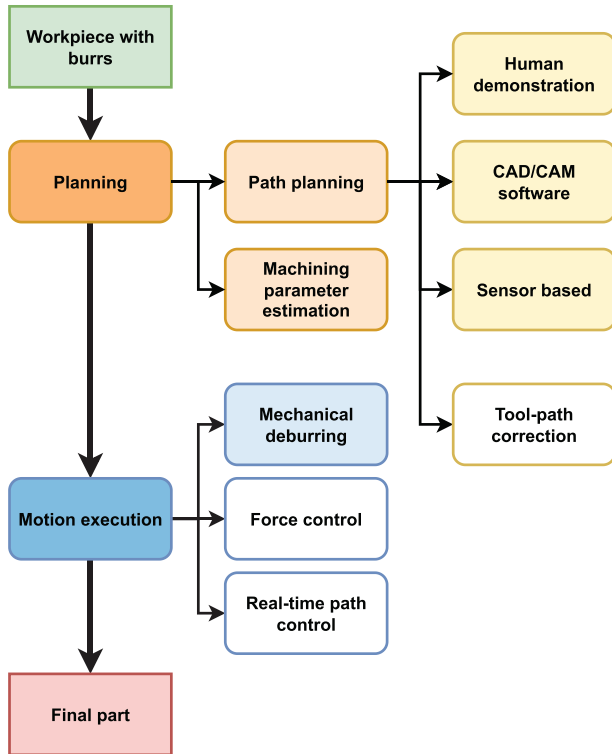 Workpiece with
burrs
Human
demonstration
Planning
Path planning
CAD/CAM
software
Machining
parameter
estimation
Sensor based
Mechanical
deburring
Tool-path
correction
Motion execution
Force control
Real-time path
control
Final part